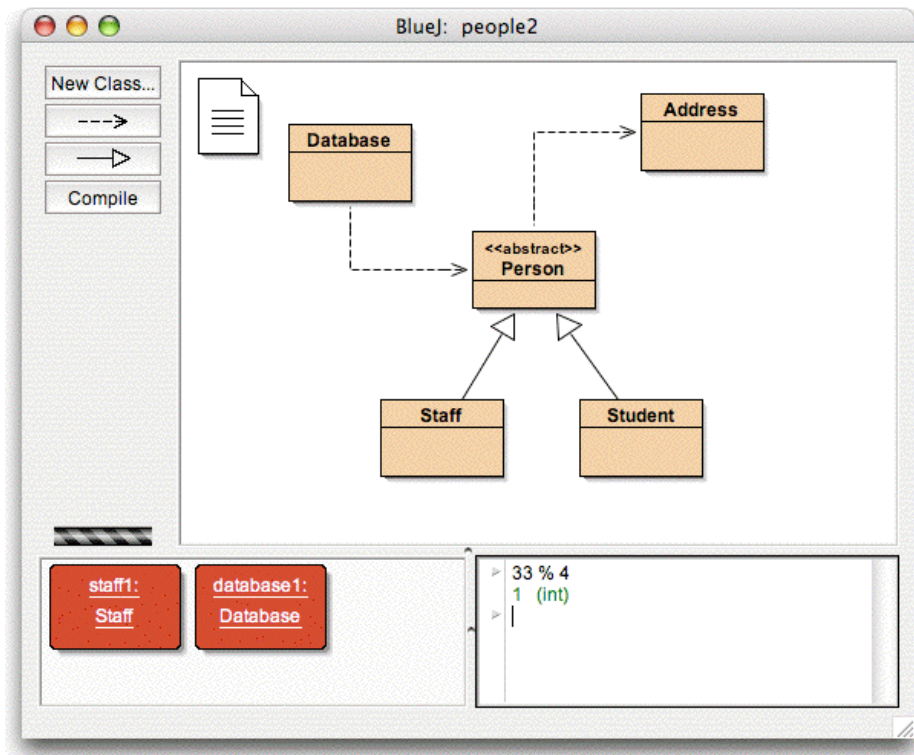 BlueJ: people2
New Class...
Compile
Database
Address
<<abstract>>
Person
Staff
Student
staff1:
Staff
database1:
Database
33 % 4
1 (int)